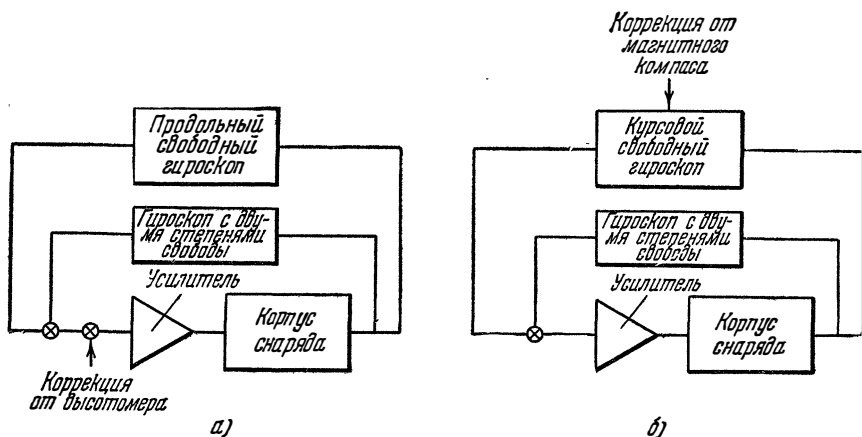 Продольный
свободный
гироскоп
Гироскоп с дву-
мя степенями
свободы
Усилитель
Корпус
снаряда
Коррекция
от высотомера
а)
Коррекция от
магнитного
компаса
Курсовой
свободный
гироскоп
Гироскоп с дву-
мя степенями
свободы
Усилитель
Корпус
снаряда
б)